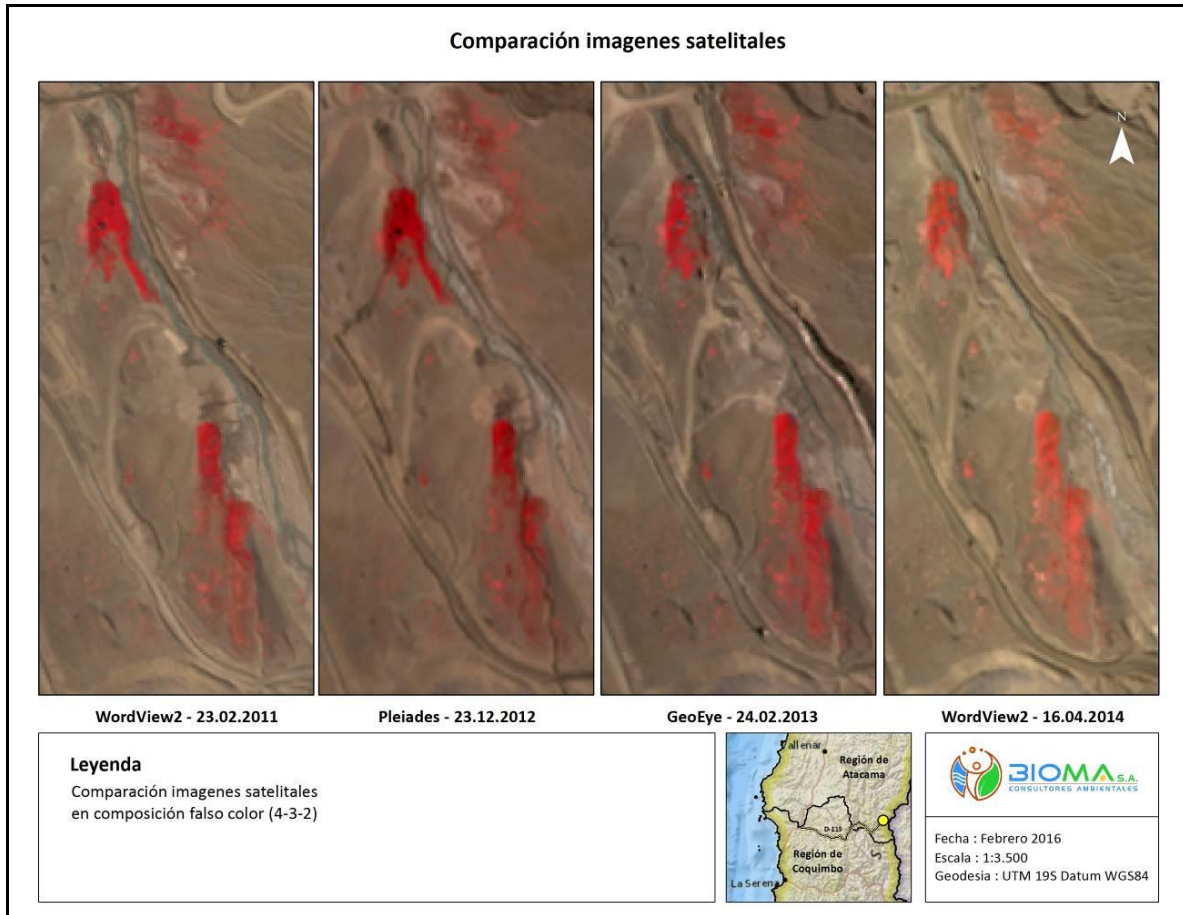 Comparación imagenes satelitales
N
WordView2 - 23.02.2011
Pleiades - 23.12.2012
GeoEye - 24.02.2013
WordView2 - 16.04.2014
Leyenda
Comparación imagenes satelitales
en composición falso color (4-3-2)
allenar
Región de
Atacama
D-115
Región de
Coquimbo
La Serena
BIOMA S.A.
CONSULTORES AMBIENTALES
Fecha : Febrero 2016
Escala : 1:3.500
Geodesia : UTM 19S Datum WGS84